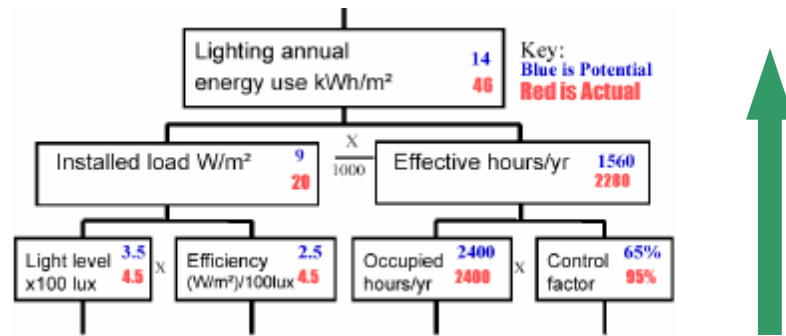 Lighting annual
energy use kWh/m²
14
46
Key:
Blue is Potential
Red is Actual
Installed load W/m²
9
20
X
1000
Effective hours/yr
1560
2280
Light level
x100 lux
3.5
4.5
X
Efficiency
(W/m²)/100lux
2.5
4.5
Occupied
hours/yr
2400
2400
X
Control
factor
65%
95%